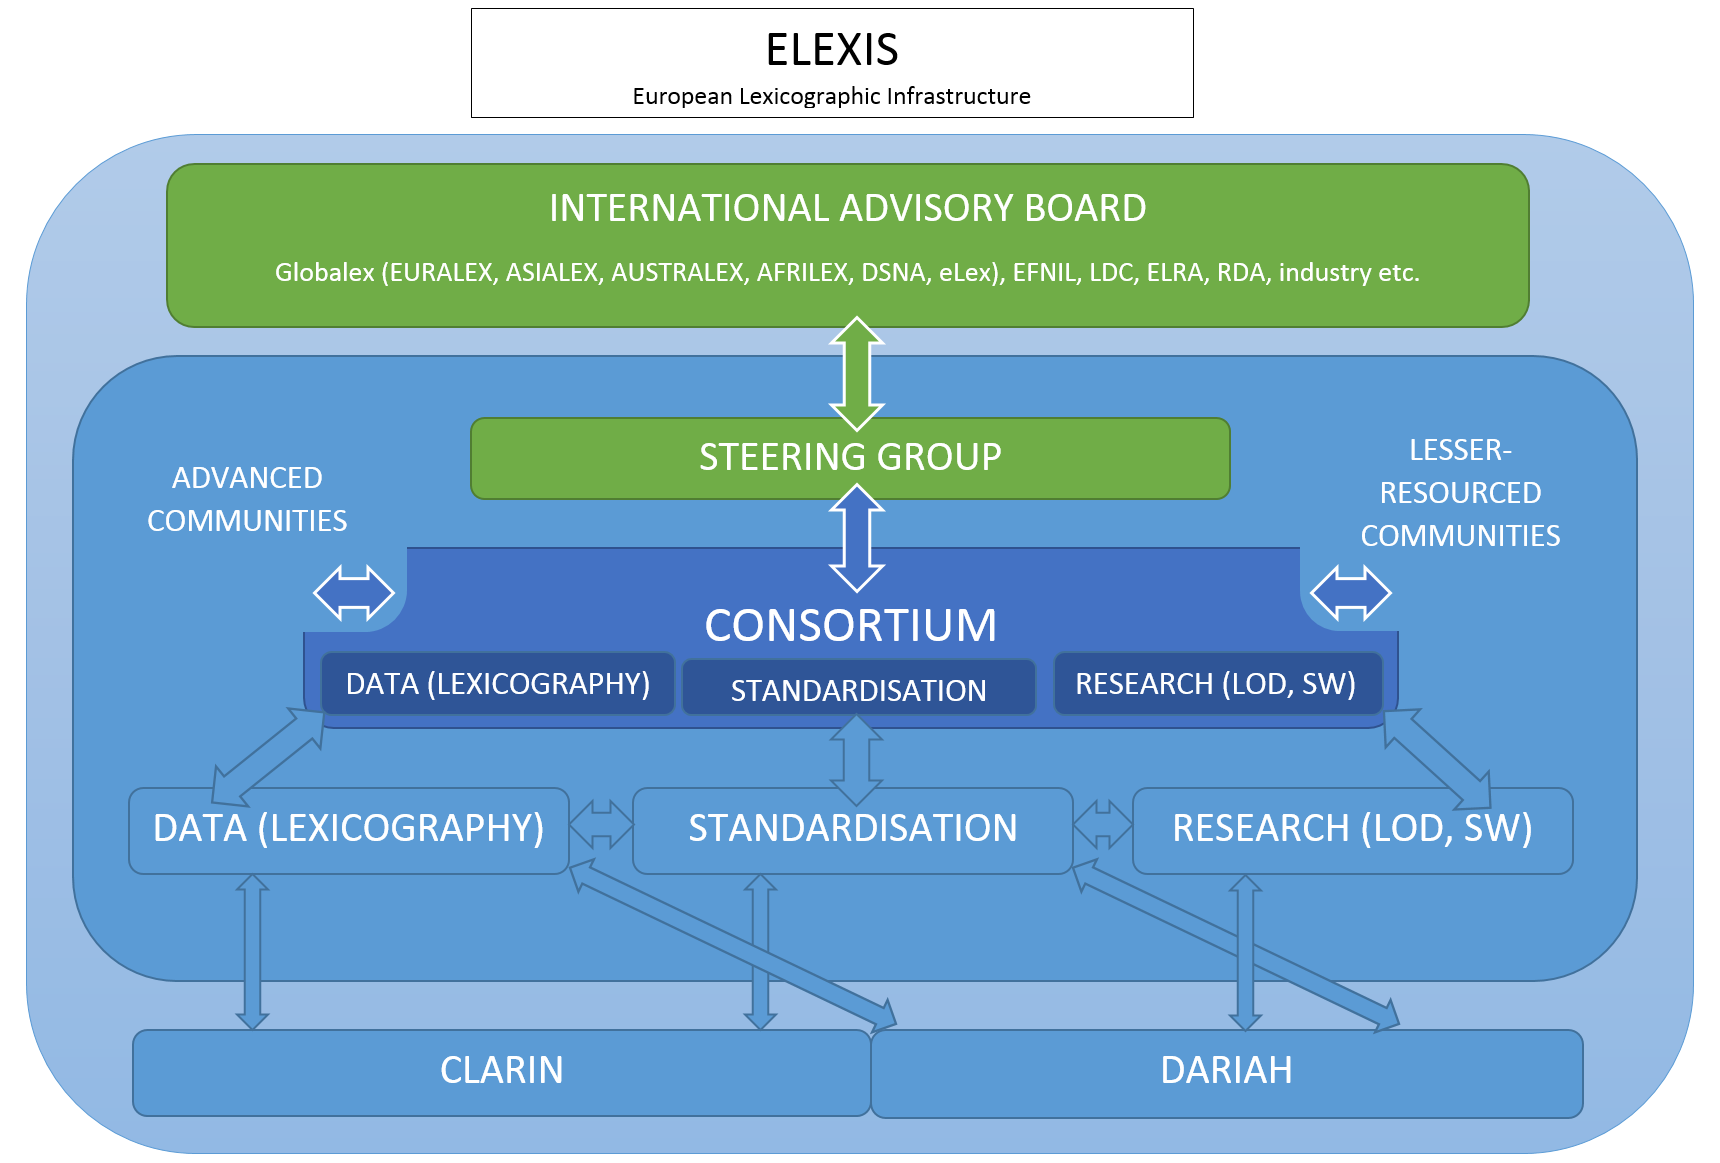 ELEXIS
European Lexicographic Infrastructure
INTERNATIONAL ADVISORY BOARD
Globalex (EURALEX, ASIALEX, AUSTRALEX, AFRILEX, DSNA, eLex), EFNIL, LDC, ELRA, RDA, industry etc.
STEERING GROUP
ADVANCED
COMMUNITIES
LESSER-
RESOURCED
COMMUNITIES
CONSORTIUM
DATA (LEXICOGRAPHY)
STANDARDISATION
RESEARCH (LOD, SW)
DATA (LEXICOGRAPHY)
STANDARDISATION
RESEARCH (LOD, SW)
CLARIN
DARIAH